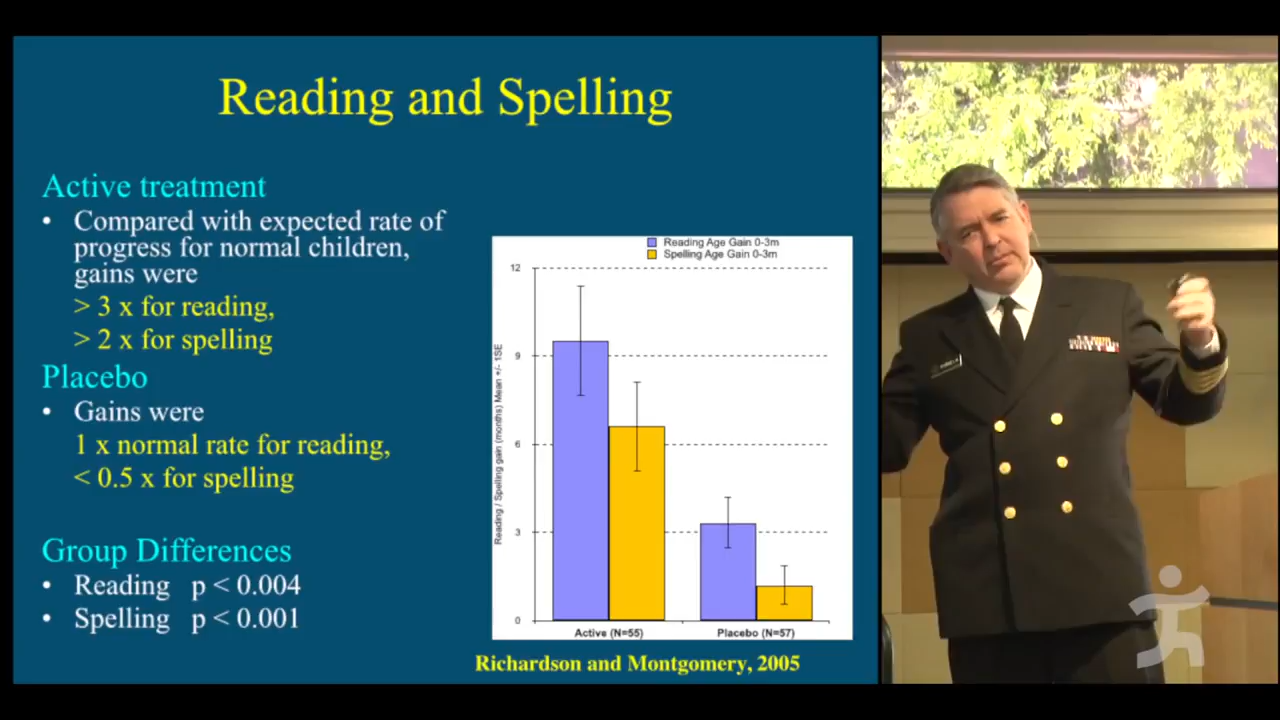 Reading and Spelling
Active treatment
• Compared with expected rate of
progress for normal children,
gains were
> 3 x for reading,
> 2 x for spelling
Placebo
• Gains were
1 x normal rate for reading,
< 0.5 x for spelling
Group Differences
• Reading p < 0.004
• Spelling p < 0.001
Reading Age Gain 0-3m
Spelling Age Gain 0-3m
Reading / Spelling gain (months) Mean +/- 1SE
12
9
6
3
0
Active (N=55)
Placebo (N=57)
Richardson and Montgomery, 2005